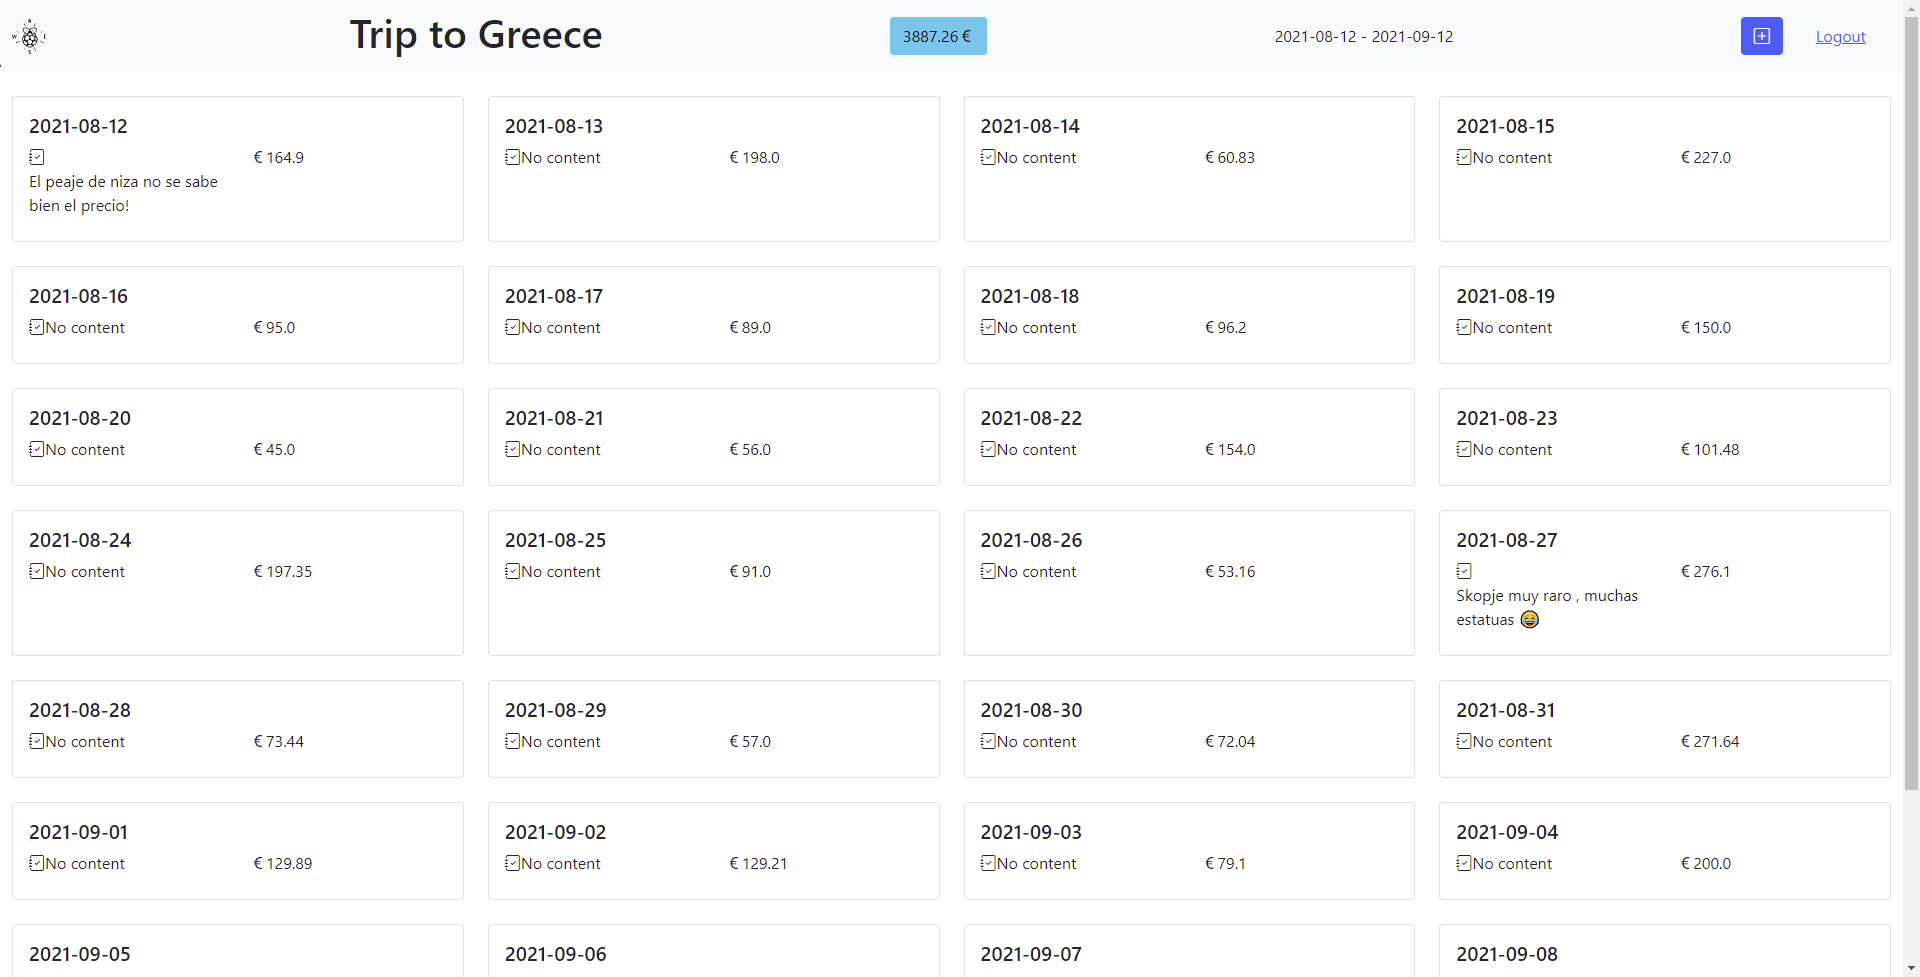 Trip to Greece
3887.26 €
2021-08-12 - 2021-09-12
Logout
2021-08-12
€ 164.9
El peaje de niza no se sabe
bien el precio!
2021-08-13
No content
€ 198.0
2021-08-14
No content
€ 60.83
2021-08-15
No content
€ 227.0
2021-08-16
No content
€ 95.0
2021-08-17
No content
€ 89.0
2021-08-18
No content
€ 96.2
2021-08-19
No content
€ 150.0
2021-08-20
No content
€ 45.0
2021-08-21
No content
€ 56.0
2021-08-22
No content
€ 154.0
2021-08-23
No content
€ 101.48
2021-08-24
No content
€ 197.35
2021-08-25
No content
€ 91.0
2021-08-26
No content
€ 53.16
2021-08-27
€ 276.1
Skopje muy raro , muchas
estatuas 😂
2021-08-28
No content
€ 73.44
2021-08-29
No content
€ 57.0
2021-08-30
No content
€ 72.04
2021-08-31
No content
€ 271.64
2021-09-01
No content
€ 129.89
2021-09-02
No content
€ 129.21
2021-09-03
No content
€ 79.1
2021-09-04
No content
€ 200.0
2021-09-05
2021-09-06
2021-09-07
2021-09-08